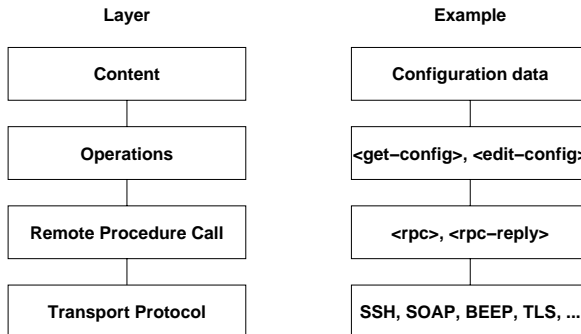 Layer Example
Content Configuration data
Operations <get–config>, <edit–config>
Remote Procedure Call <rpc>, <rpc–reply>
Transport Protocol SSH, SOAP, BEEP, TLS, ...